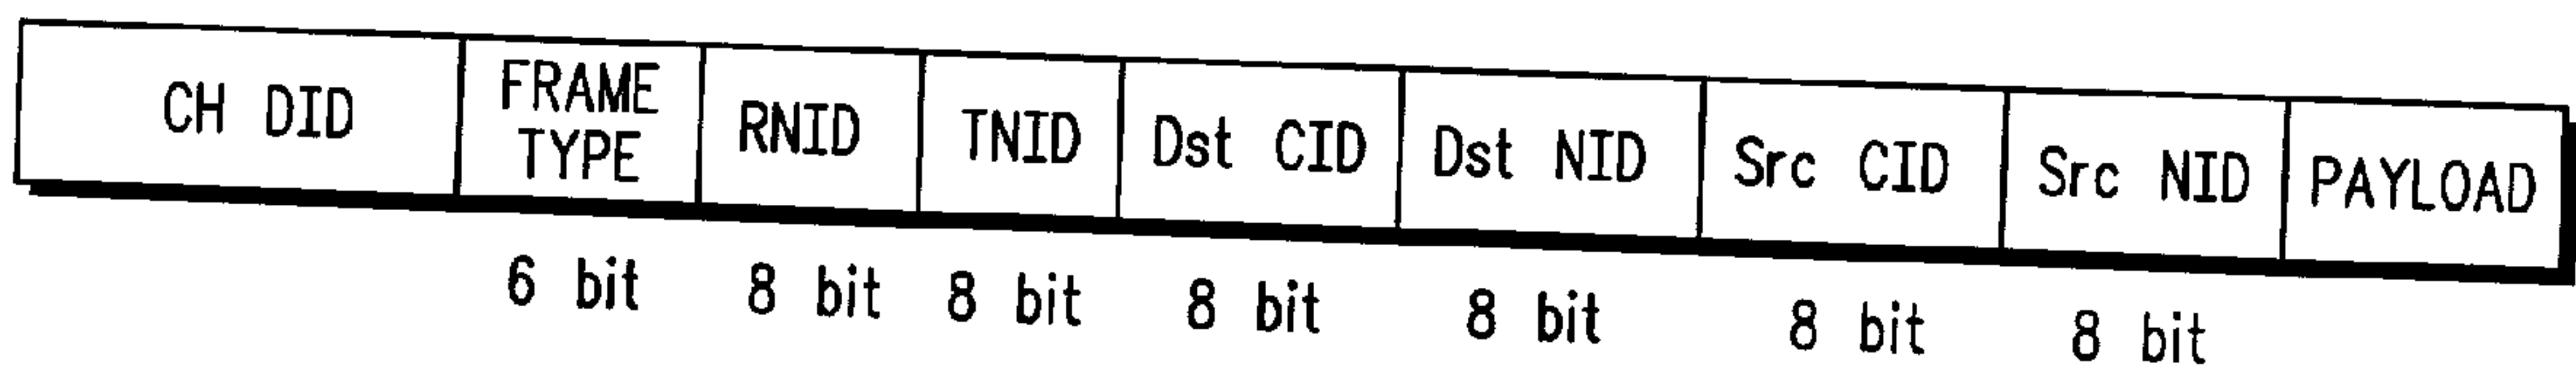 CH DID FRAME TYPE RNID TNID Dst CID Dst NID Src CID Src NID PAYLOAD
6 bit 8 bit 8 bit 8 bit 8 bit 8 bit 8 bit